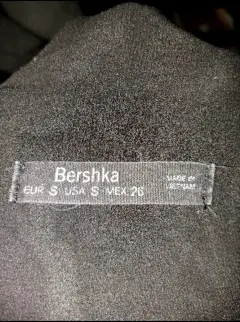 Bershka
EUR S USA S MEX 26
MADE IN
VIETNAM